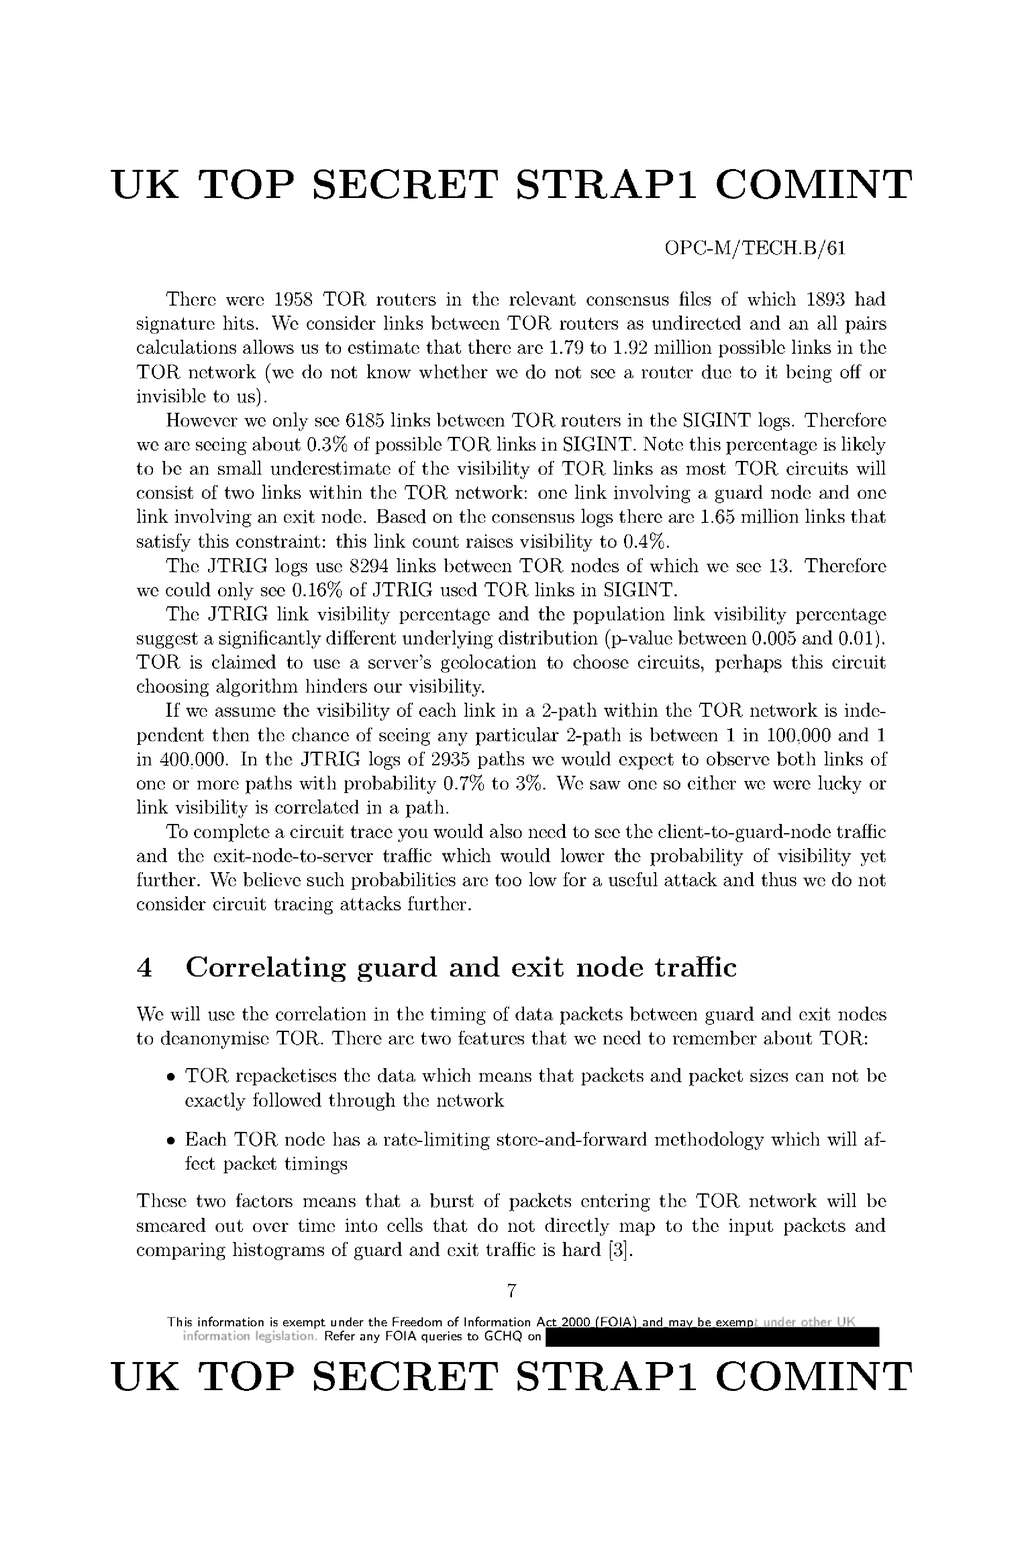 UK TOP SECRET STRAP1 COMINT
OPC-M/TECH.B/61
There were 1958 TOR routers in the relevant consensus files of which 1893 had
signature hits. We consider links between TOR routers as undirected and an all pairs
calculations allows us to estimate that there are 1.79 to 1.92 million possible links in the
TOR network (we do not know whether we do not see a router due to it being off or
invisible to us).
However we only see 6185 links between TOR routers in the SIGINT logs. Therefore
we are seeing about 0.3% of possible TOR links in SIGINT. Note this percentage is likely
to be an small underestimate of the visibility of TOR links as most TOR circuits will
consist of two links within the TOR network: one link involving a guard node and one
link involving an exit node. Based on the consensus logs there are 1.65 million links that
satisfy this constraint: this link count raises visibility to 0.4%.
The JTRIG logs use 8294 links between TOR nodes of which we see 13. Therefore
we could only see 0.16% of JTRIG used TOR links in SIGINT.
The JTRIG link visibility percentage and the population link visibility percentage
suggest a significantly different underlying distribution (p-value between 0.005 and 0.01).
TOR is claimed to use a server's geolocation to choose circuits, perhaps this circuit
choosing algorithm hinders our visibility.
If we assume the visibility of each link in a 2-path within the TOR network is inde-
pendent then the chance of seeing any particular 2-path is between 1 in 100,000 and 1
in 400,000. In the JTRIG logs of 2935 paths we would expect to observe both links of
one or more paths with probability 0.7% to 3%. We saw one so either we were lucky or
link visibility is correlated in a path.
To complete a circuit trace you would also need to see the client-to-guard-node traffic
and the exit-node-to-server traffic which would lower the probability of visibility yet
further. We believe such probabilities are too low for a useful attack and thus we do not
consider circuit tracing attacks further.
4 Correlating guard and exit node traffic
We will use the correlation in the timing of data packets between guard and exit nodes
to deanonymise TOR. There are two features that we need to remember about TOR:
• TOR repacketises the data which means that packets and packet sizes can not be
exactly followed through the network
• Each TOR node has a rate-limiting store-and-forward methodology which will af-
fect packet timings
These two factors means that a burst of packets entering the TOR network will be
smeared out over time into cells that do not directly map to the input packets and
comparing histograms of guard and exit traffic is hard [3].
7
This information is exempt under the Freedom of Information Act 2000 (FOIA) and may be exempt under other UK
information legislation. Refer any FOIA queries to GCHQ on
UK TOP SECRET STRAP1 COMINT